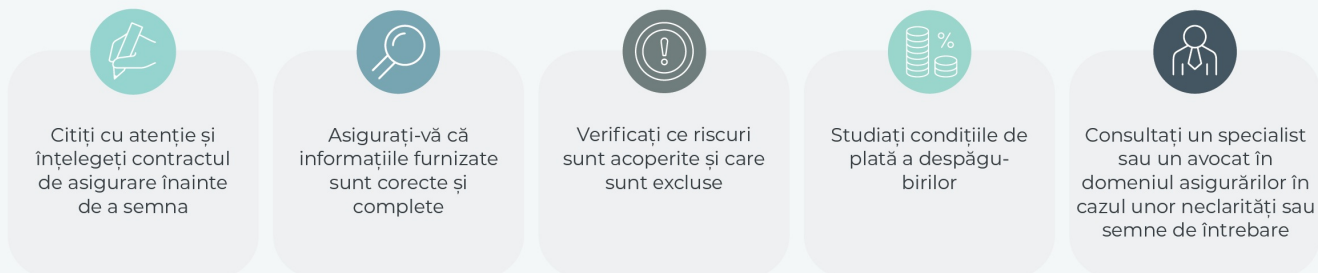 Citiți cu atenție și
înțelegeți contractul
de asigurare înainte
de a semna
Asigurați-vă că
informațiile furnizate
sunt corecte și
complete
Verificați ce riscuri
sunt acoperite și care
sunt excluse
Studiați condițiile de
plată a despăgu-
birilor
Consultați un specialist
sau un avocat în
domeniul asigurărilor în
cazul unor neclarități sau
semne de întrebare